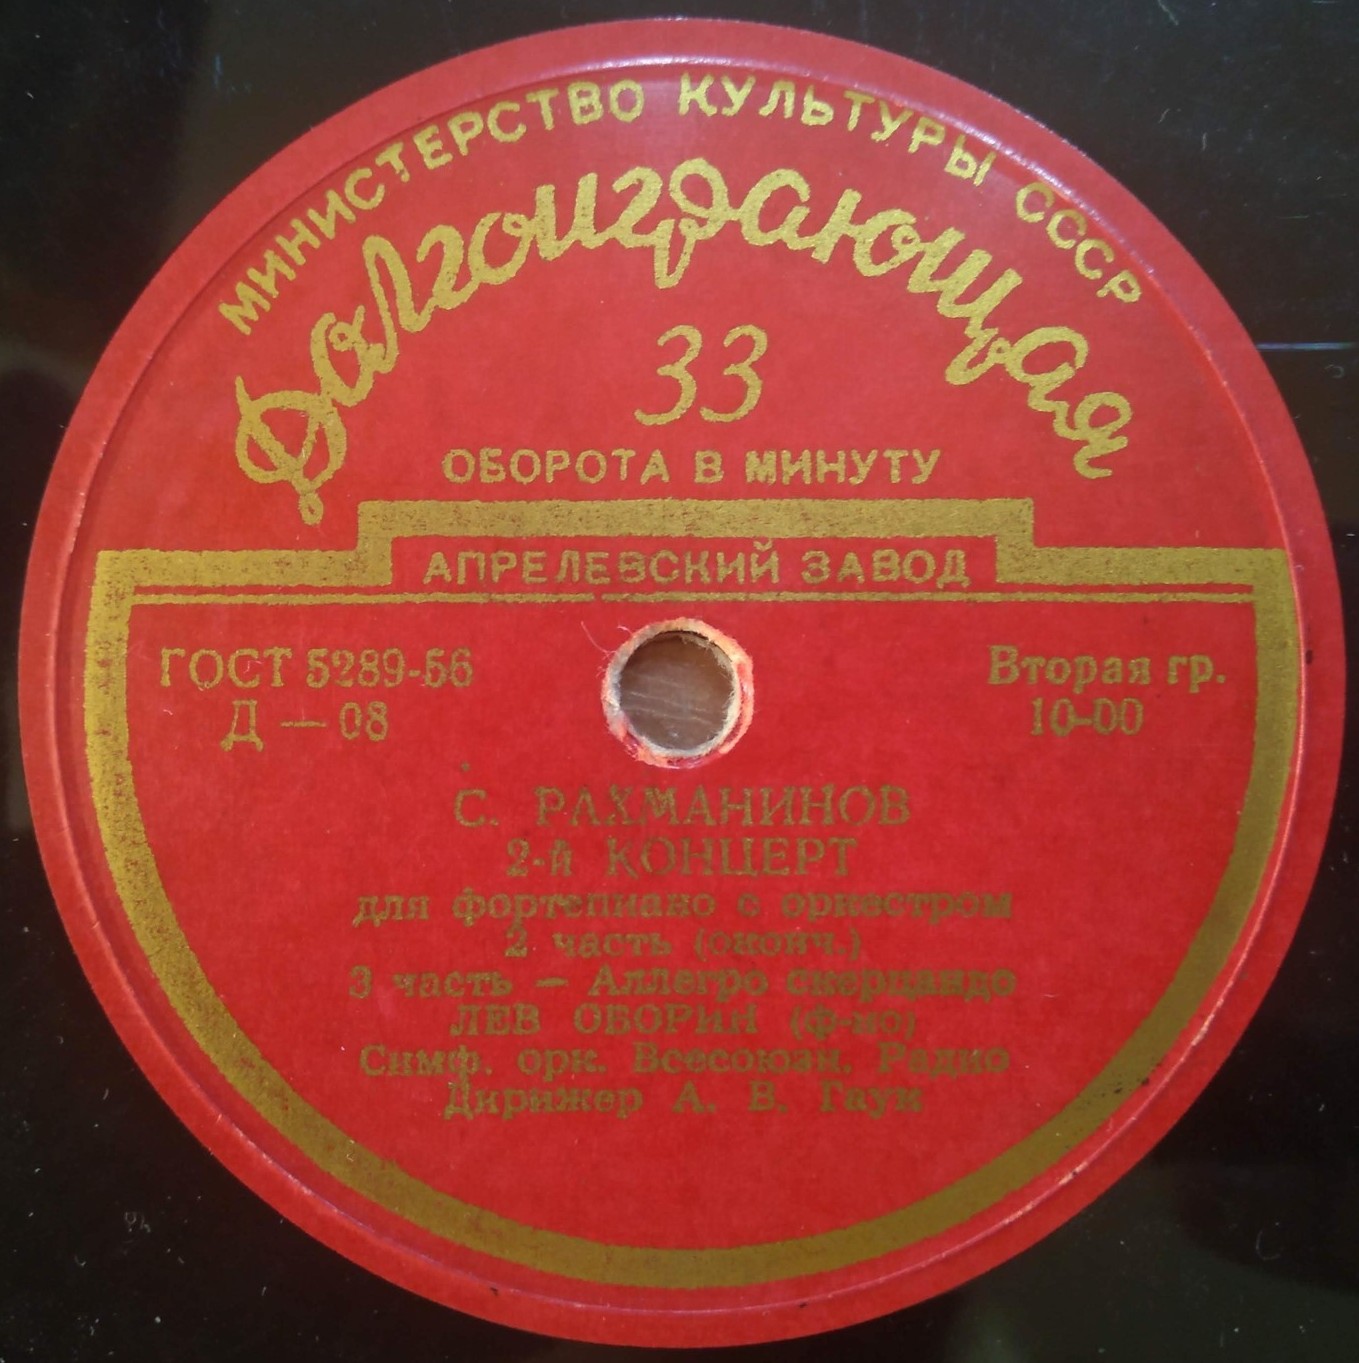 МИНИСТЕРСТВО КУЛЬТУРЫ СССР
Долгоиграющая
33
ОБОРОТА В МИНУТУ
АПРЕЛЕВСКИЙ ЗАВОД
ГОСТ 5289-56
Д — 08
Вторая гр.
10-00
С. РАХМАНИНОВ
2-й КОНЦЕРТ
для фортепиано с оркестром
2 часть (оконч.)
3 часть — Аллегро скерцандо
ЛЕВ ОБОРИН (ф-но)
Симф. орк. Всесоюзн. Радио
Дирижер А. В. Гаук